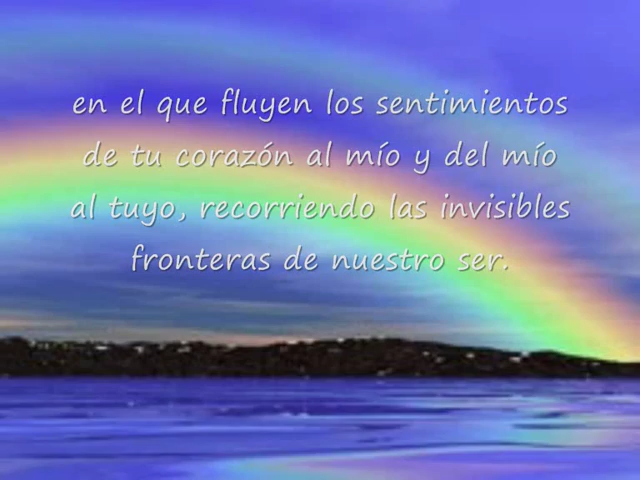 en el que fluyen los sentimientos
de tu corazón al mío y del mío
al tuyo, recorriendo las invisibles
fronteras de nuestro ser.